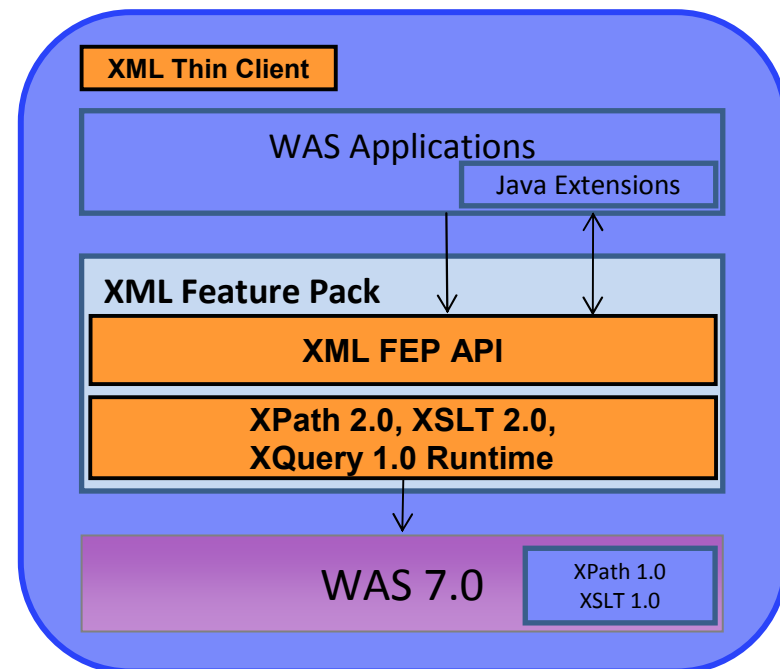 XML Thin Client
WAS Applications
Java Extensions
XML Feature Pack
XML FEP API
XPath 2.0, XSLT 2.0,
XQuery 1.0 Runtime
WAS 7.0
XPath 1.0
XSLT 1.0